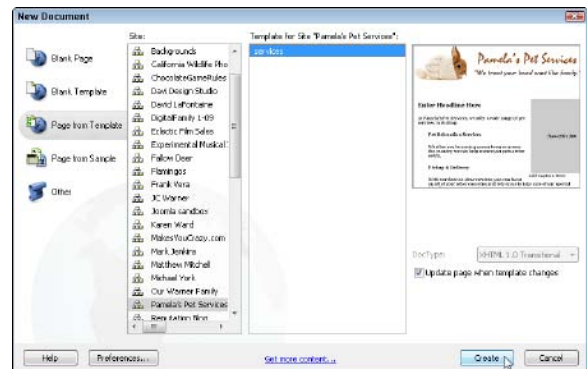 New Document
Site:
Template for Site "Pamela's Pet Services":
Blank Page
Blank Template
Page from Template
Page from Sample
Other
Backgrounds
California Wildlife Pho
ChocolateGameRules
Davi Design Studio
David LaFontaine
DigitalFamily 1-09
Eclectic Film Sales
Experimental Musical
Fallow Deer
Flamingos
Frank Vera
JC Warner
Joomla sandbox
Karen Ward
MakesYouCrazy.com
Mark Jenkins
Matthew Mitchell
Michael York
Our Warner Family
Pamela's Pet Services
Reputation Blog
services
Pamela's Pet Services
"We treat your loved ones like family
Enter Headline Here
DocType:
XHTML 1.0 Transitional
Update page when template changes
Help
Preferences...
Get more content...
Create
Cancel